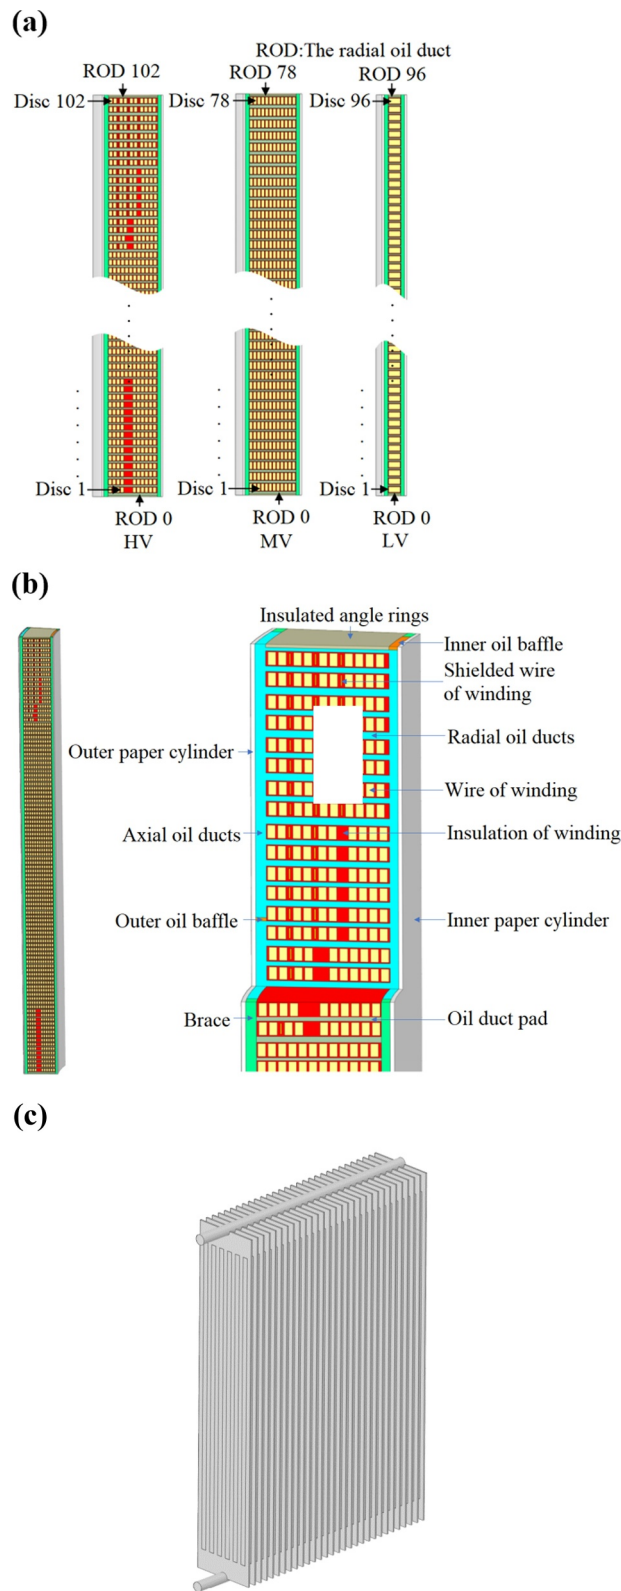 (a)
ROD:The radial oil duct
ROD 102
ROD 78
ROD 96
Disc 102
Disc 78
Disc 96
Disc 1
Disc 1
Disc 1
ROD 0
ROD 0
ROD 0
HV
MV
LV
(b)
Insulated angle rings
Inner oil baffle
Shielded wire
of winding
Outer paper cylinder
Radial oil ducts
Wire of winding
Axial oil ducts
Insulation of winding
Outer oil baffle
Inner paper cylinder
Brace
Oil duct pad
(c)